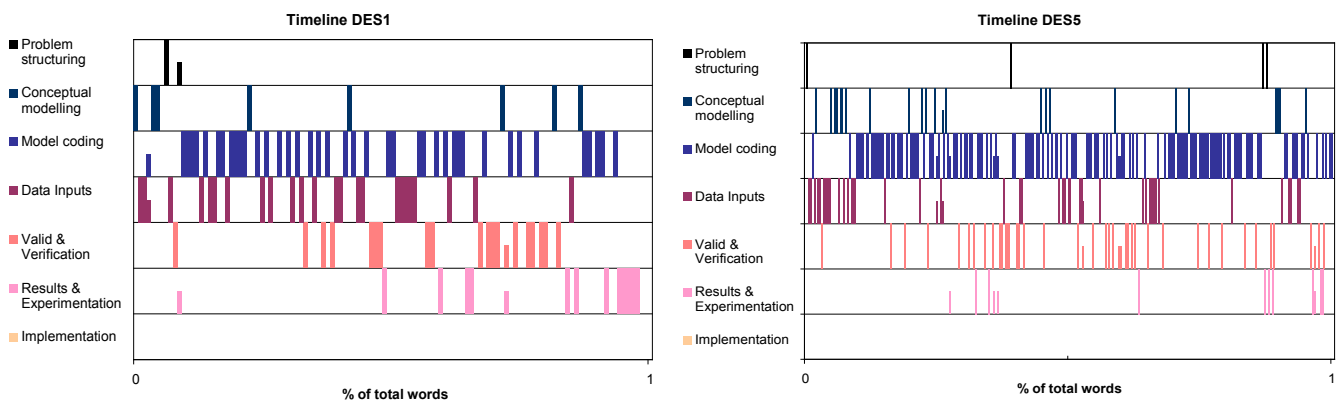 Timeline DES1
Problem
structuring
Conceptual
modelling
Model coding
Data Inputs
Valid &
Verification
Results &
Experimentation
Implementation
0
1
% of total words
Timeline DES5
Problem
structuring
Conceptual
modelling
Model coding
Data Inputs
Valid &
Verification
Results &
Experimentation
Implementation
0
1
% of total words